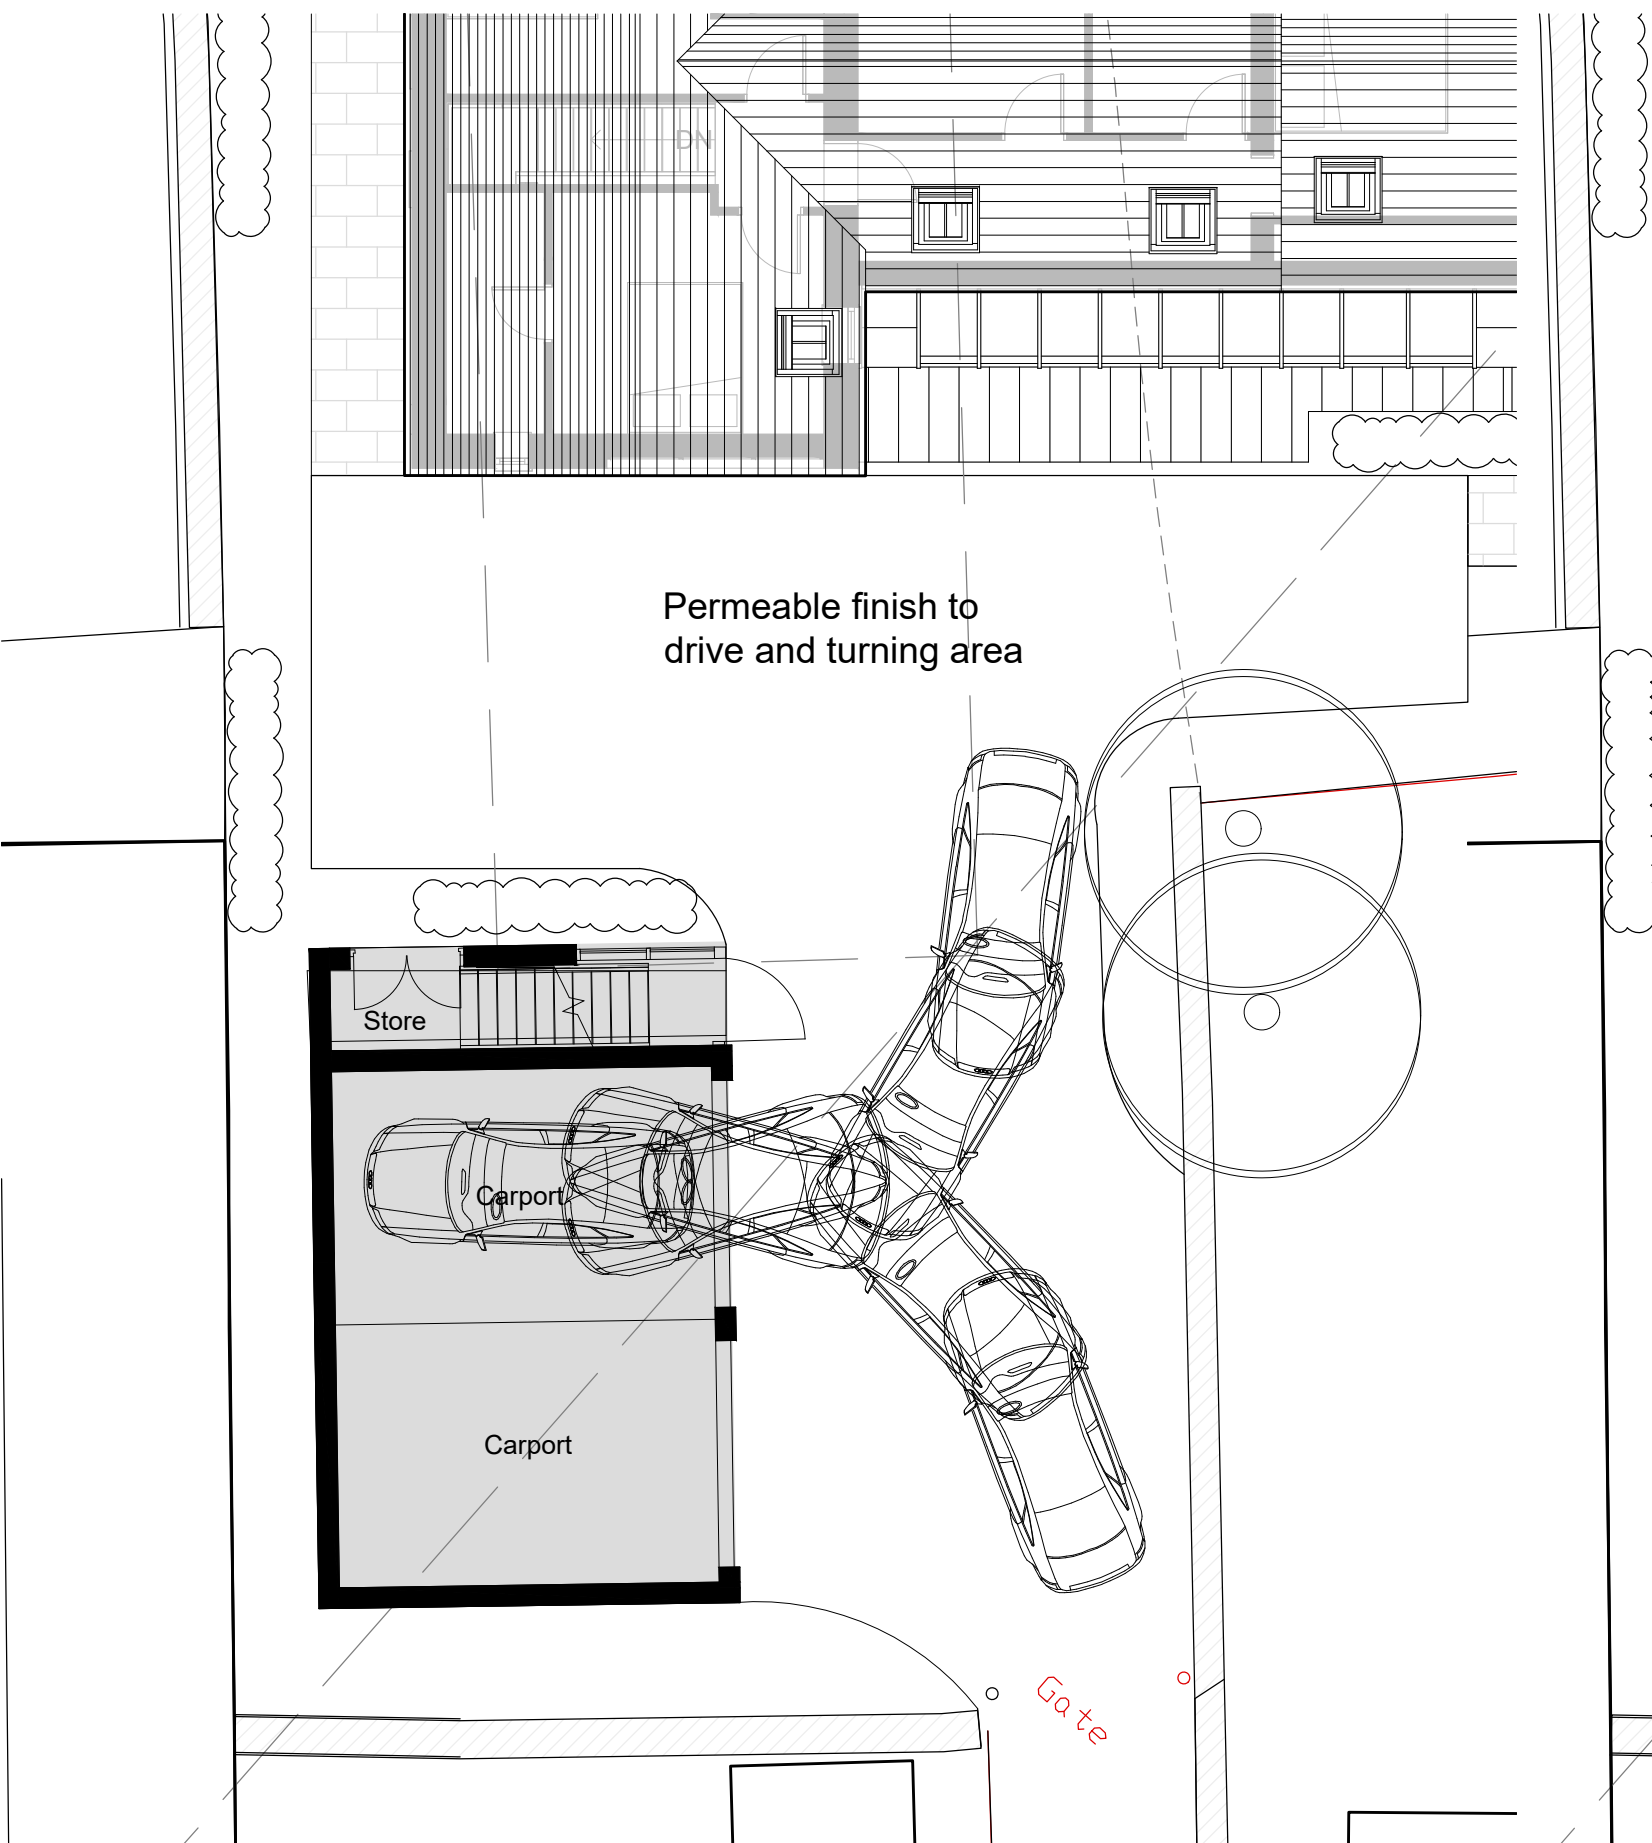 DN
Permeable finish to
drive and turning area
Store
Carport
Carport
Gate